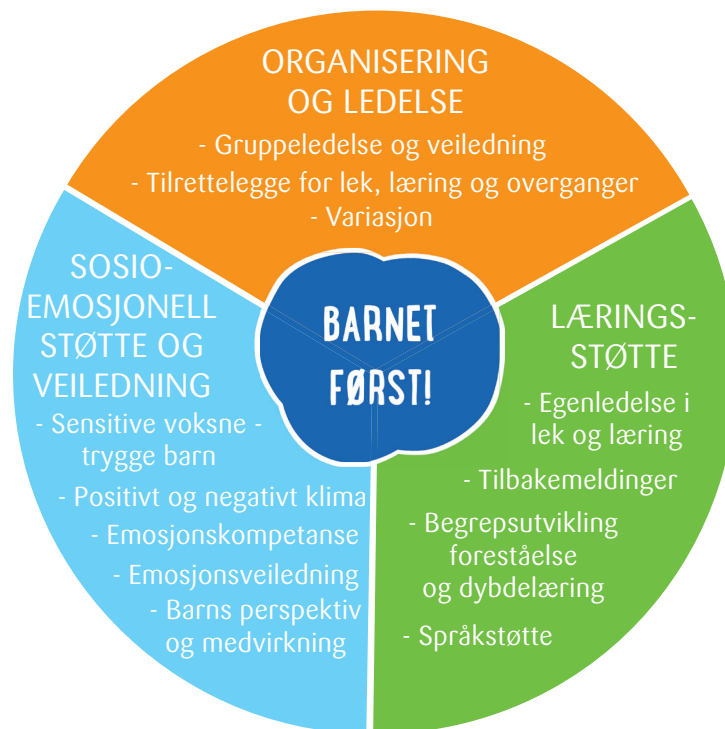 ORGANISERING
OG LEDELSE
- Gruppeledelse og veiledning
- Tilrettelegge for lek, læring og overganger
- Variasjon
SOSIO-
EMOSJONELL
STØTTE OG
VEILEDNING
- Sensitive voksne -
trygge barn
- Positivt og negativt klima
- Emosjonskompetanse
- Emosjonsveiledning
- Barns perspektiv
og medvirkning
BARNET
FØRST!
LÆRINGS-
STØTTE
- Egenledelse i
lek og læring
- Tilbakemeldinger
- Begrepsutvikling
foreståelse
og dybdelæring
- Språkstøtte